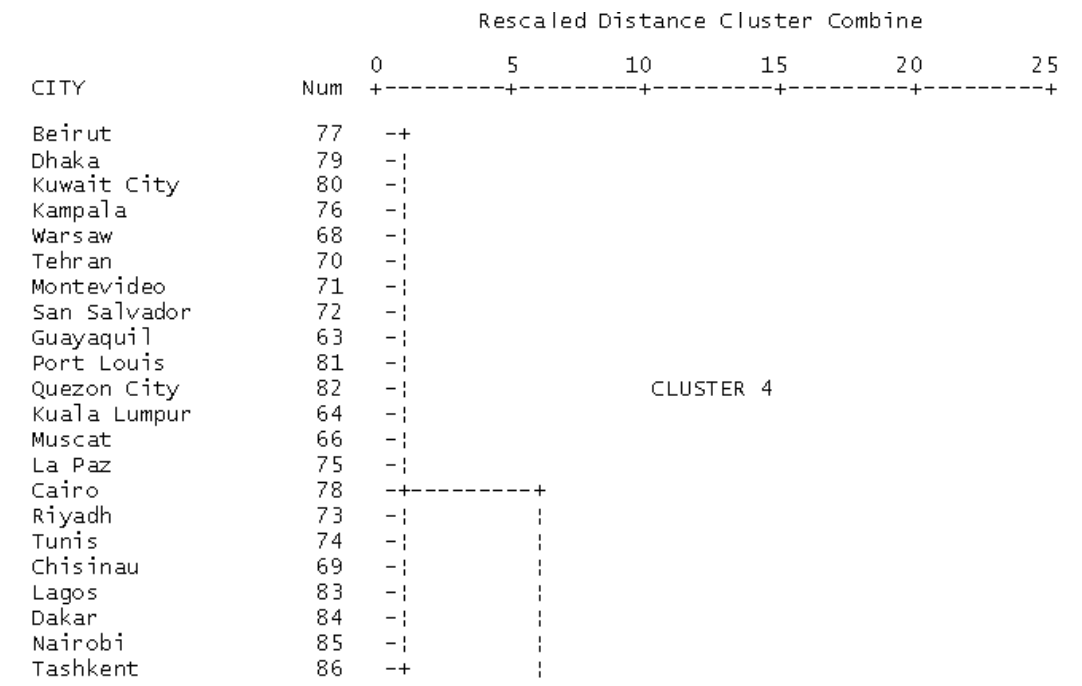 Rescaled Distance Cluster Combine
0 5 10 15 20 25
CITY Num +---------+---------+---------+---------+---------+
Beirut 77 -+
Dhaka 79 -¦
Kuwait City 80 -¦
Kampala 76 -¦
Warsaw 68 -¦
Tehran 70 -¦
Montevideo 71 -¦
San Salvador 72 -¦
Guayaquil 63 -¦
Port Louis 81 -¦
Quezon City 82 -¦ CLUSTER 4
Kuala Lumpur 64 -¦
Muscat 66 -¦
La Paz 75 -¦
Cairo 78 -+---------+
Riyadh 73 -¦ ¦
Tunis 74 -¦ ¦
Chisinau 69 -¦ ¦
Lagos 83 -¦ ¦
Dakar 84 -¦ ¦
Nairobi 85 -¦ ¦
Tashkent 86 -+ ¦